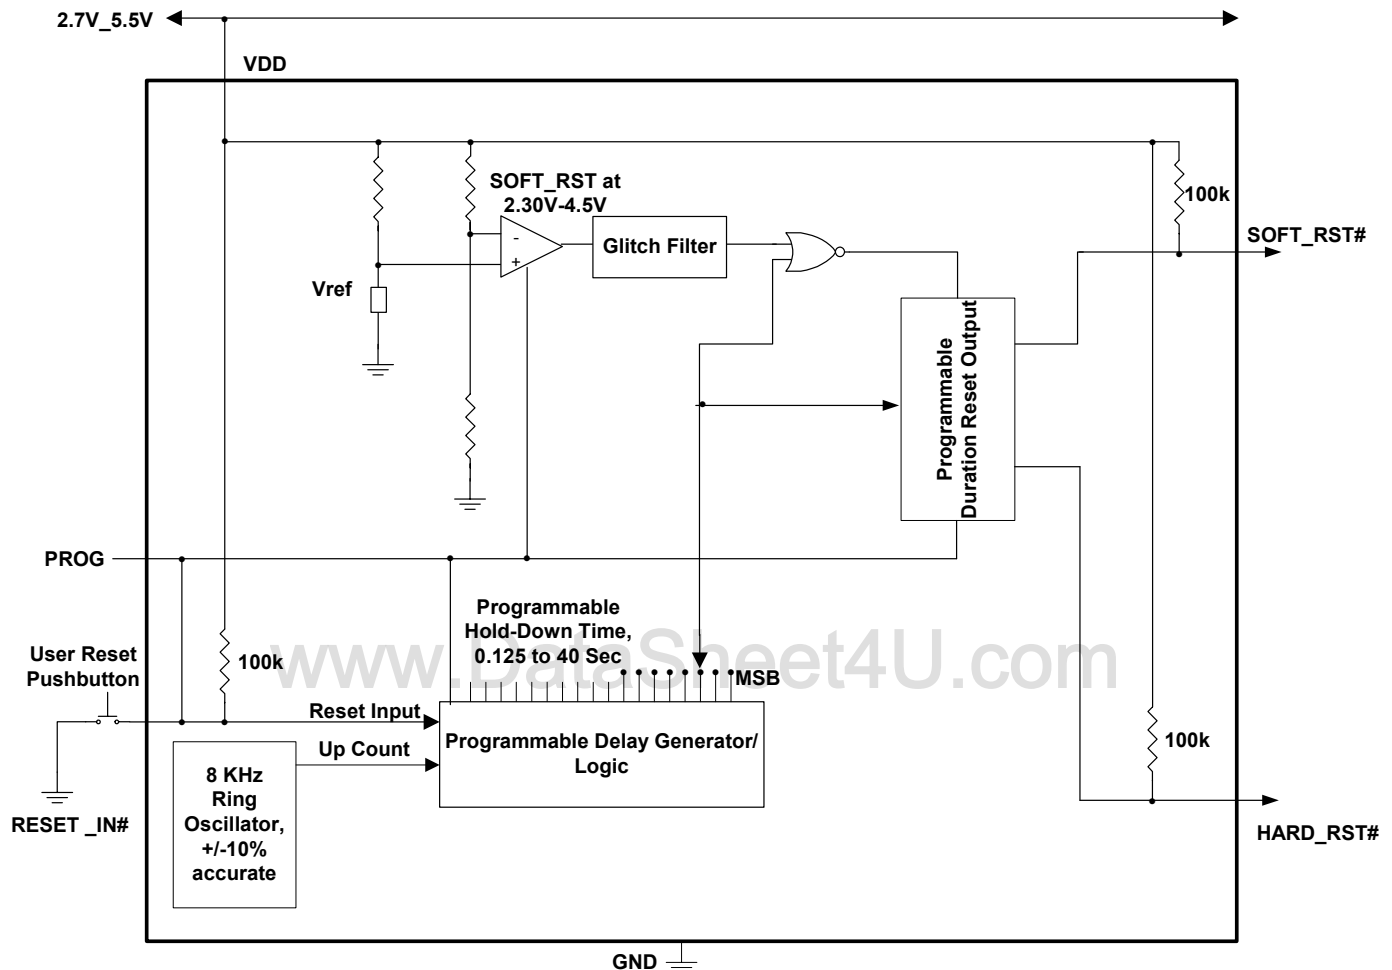 2.7V_5.5V
VDD
SOFT_RST at
2.30V-4.5V
100k
-
+
Glitch Filter
SOFT_RST#
Vref
Programmable
Duration Reset Output
PROG
Programmable
Hold-Down Time,
0.125 to 40 Sec
www.DataSheet4U.com
User Reset
Pushbutton
100k
MSB
Reset Input
Up Count
Programmable Delay Generator/
Logic
100k
8 KHz
Ring
Oscillator,
+/-10%
accurate
RESET _IN#
HARD_RST#
GND